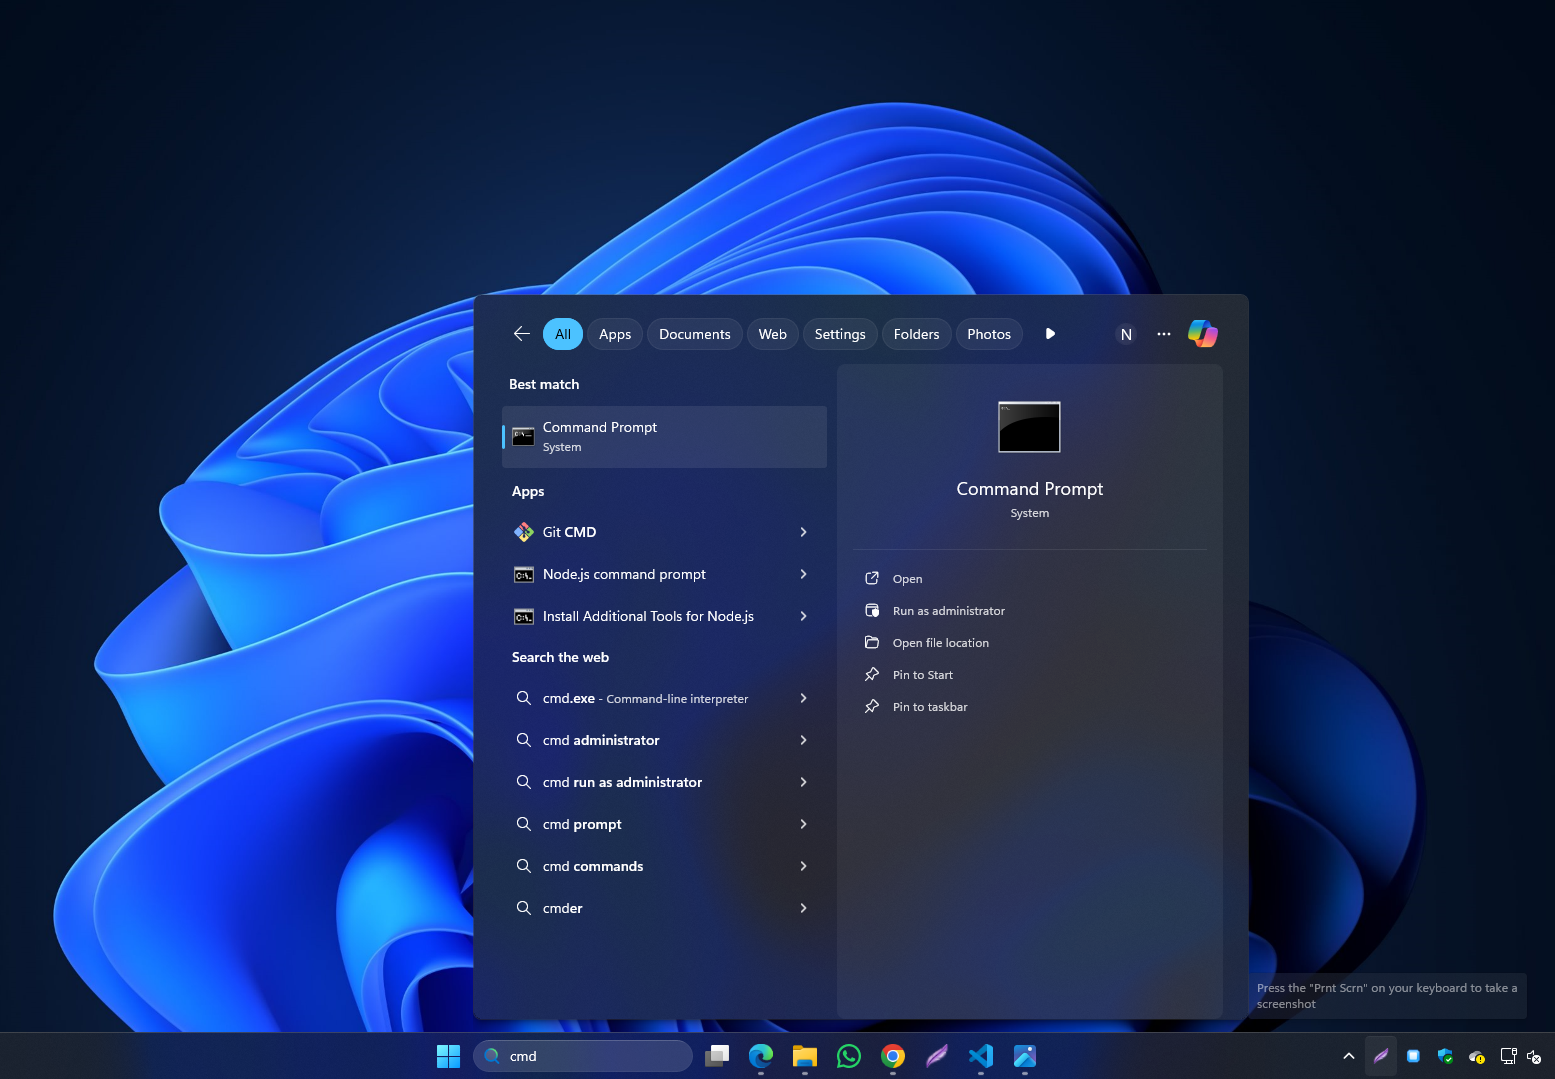 All
Apps
Documents
Web
Settings
Folders
Photos
N
Best match
Command Prompt
System
Apps
Git CMD
Node.js command prompt
Install Additional Tools for Node.js
Search the web
cmd.exe - Command-line interpreter
cmd administrator
cmd run as administrator
cmd prompt
cmd commands
cmder
Command Prompt
System
Open
Run as administrator
Open file location
Pin to Start
Pin to taskbar
Press the "Prnt Scrn" on your keyboard to take a
screenshot
cmd